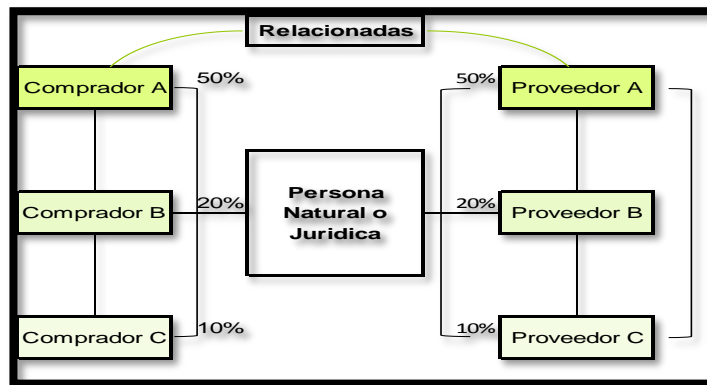 Relacionadas
Comprador A
50%
50%
Proveedor A
Comprador B
20%
Persona
Natural o
Juridica
20%
Proveedor B
Comprador C
10%
10%
Proveedor C